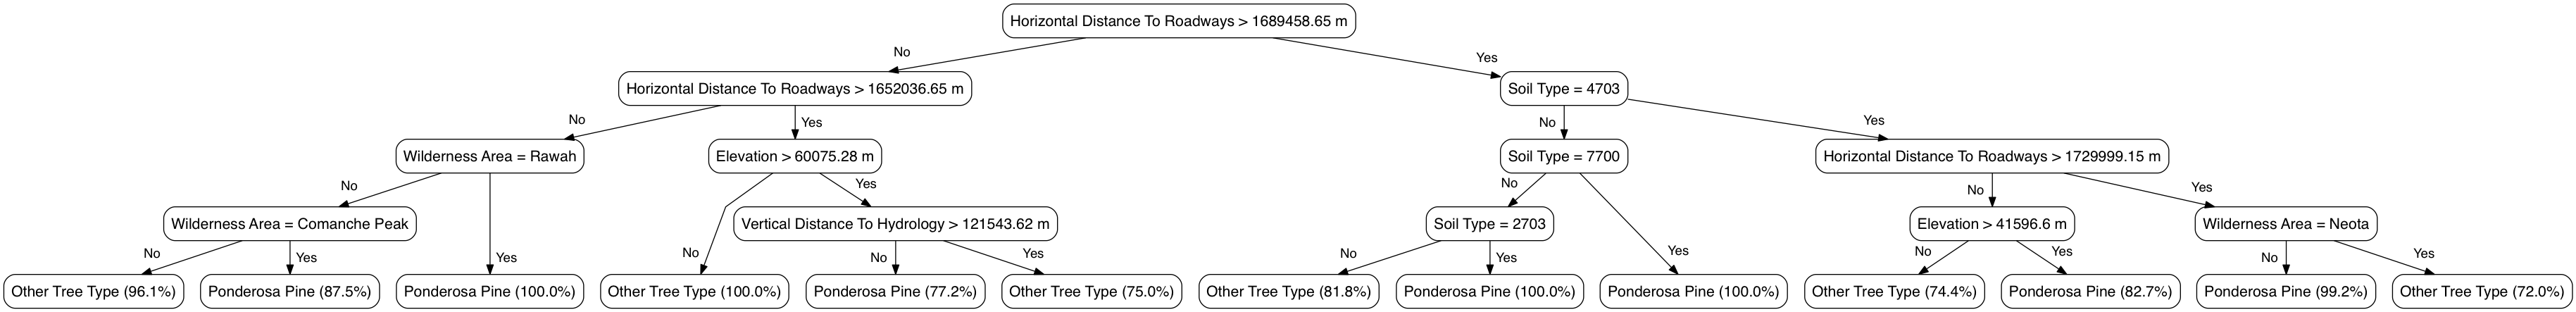 Horizontal Distance To Roadways > 1689458.65 m
No
Yes
Horizontal Distance To Roadways > 1652036.65 m
Soil Type = 4703
No
Yes
No
Yes
Wilderness Area = Rawah
Elevation > 60075.28 m
Soil Type = 7700
Horizontal Distance To Roadways > 1729999.15 m
No
Yes
No
No
Yes
Wilderness Area = Comanche Peak
Vertical Distance To Hydrology > 121543.62 m
Soil Type = 2703
Elevation > 41596.6 m
Wilderness Area = Neota
No
Yes
Yes
No
No
Yes
No
Yes
Yes
No
Yes
No
Yes
Other Tree Type (96.1%)
Ponderosa Pine (87.5%)
Ponderosa Pine (100.0%)
Other Tree Type (100.0%)
Ponderosa Pine (77.2%)
Other Tree Type (75.0%)
Other Tree Type (81.8%)
Ponderosa Pine (100.0%)
Ponderosa Pine (100.0%)
Other Tree Type (74.4%)
Ponderosa Pine (82.7%)
Ponderosa Pine (99.2%)
Other Tree Type (72.0%)